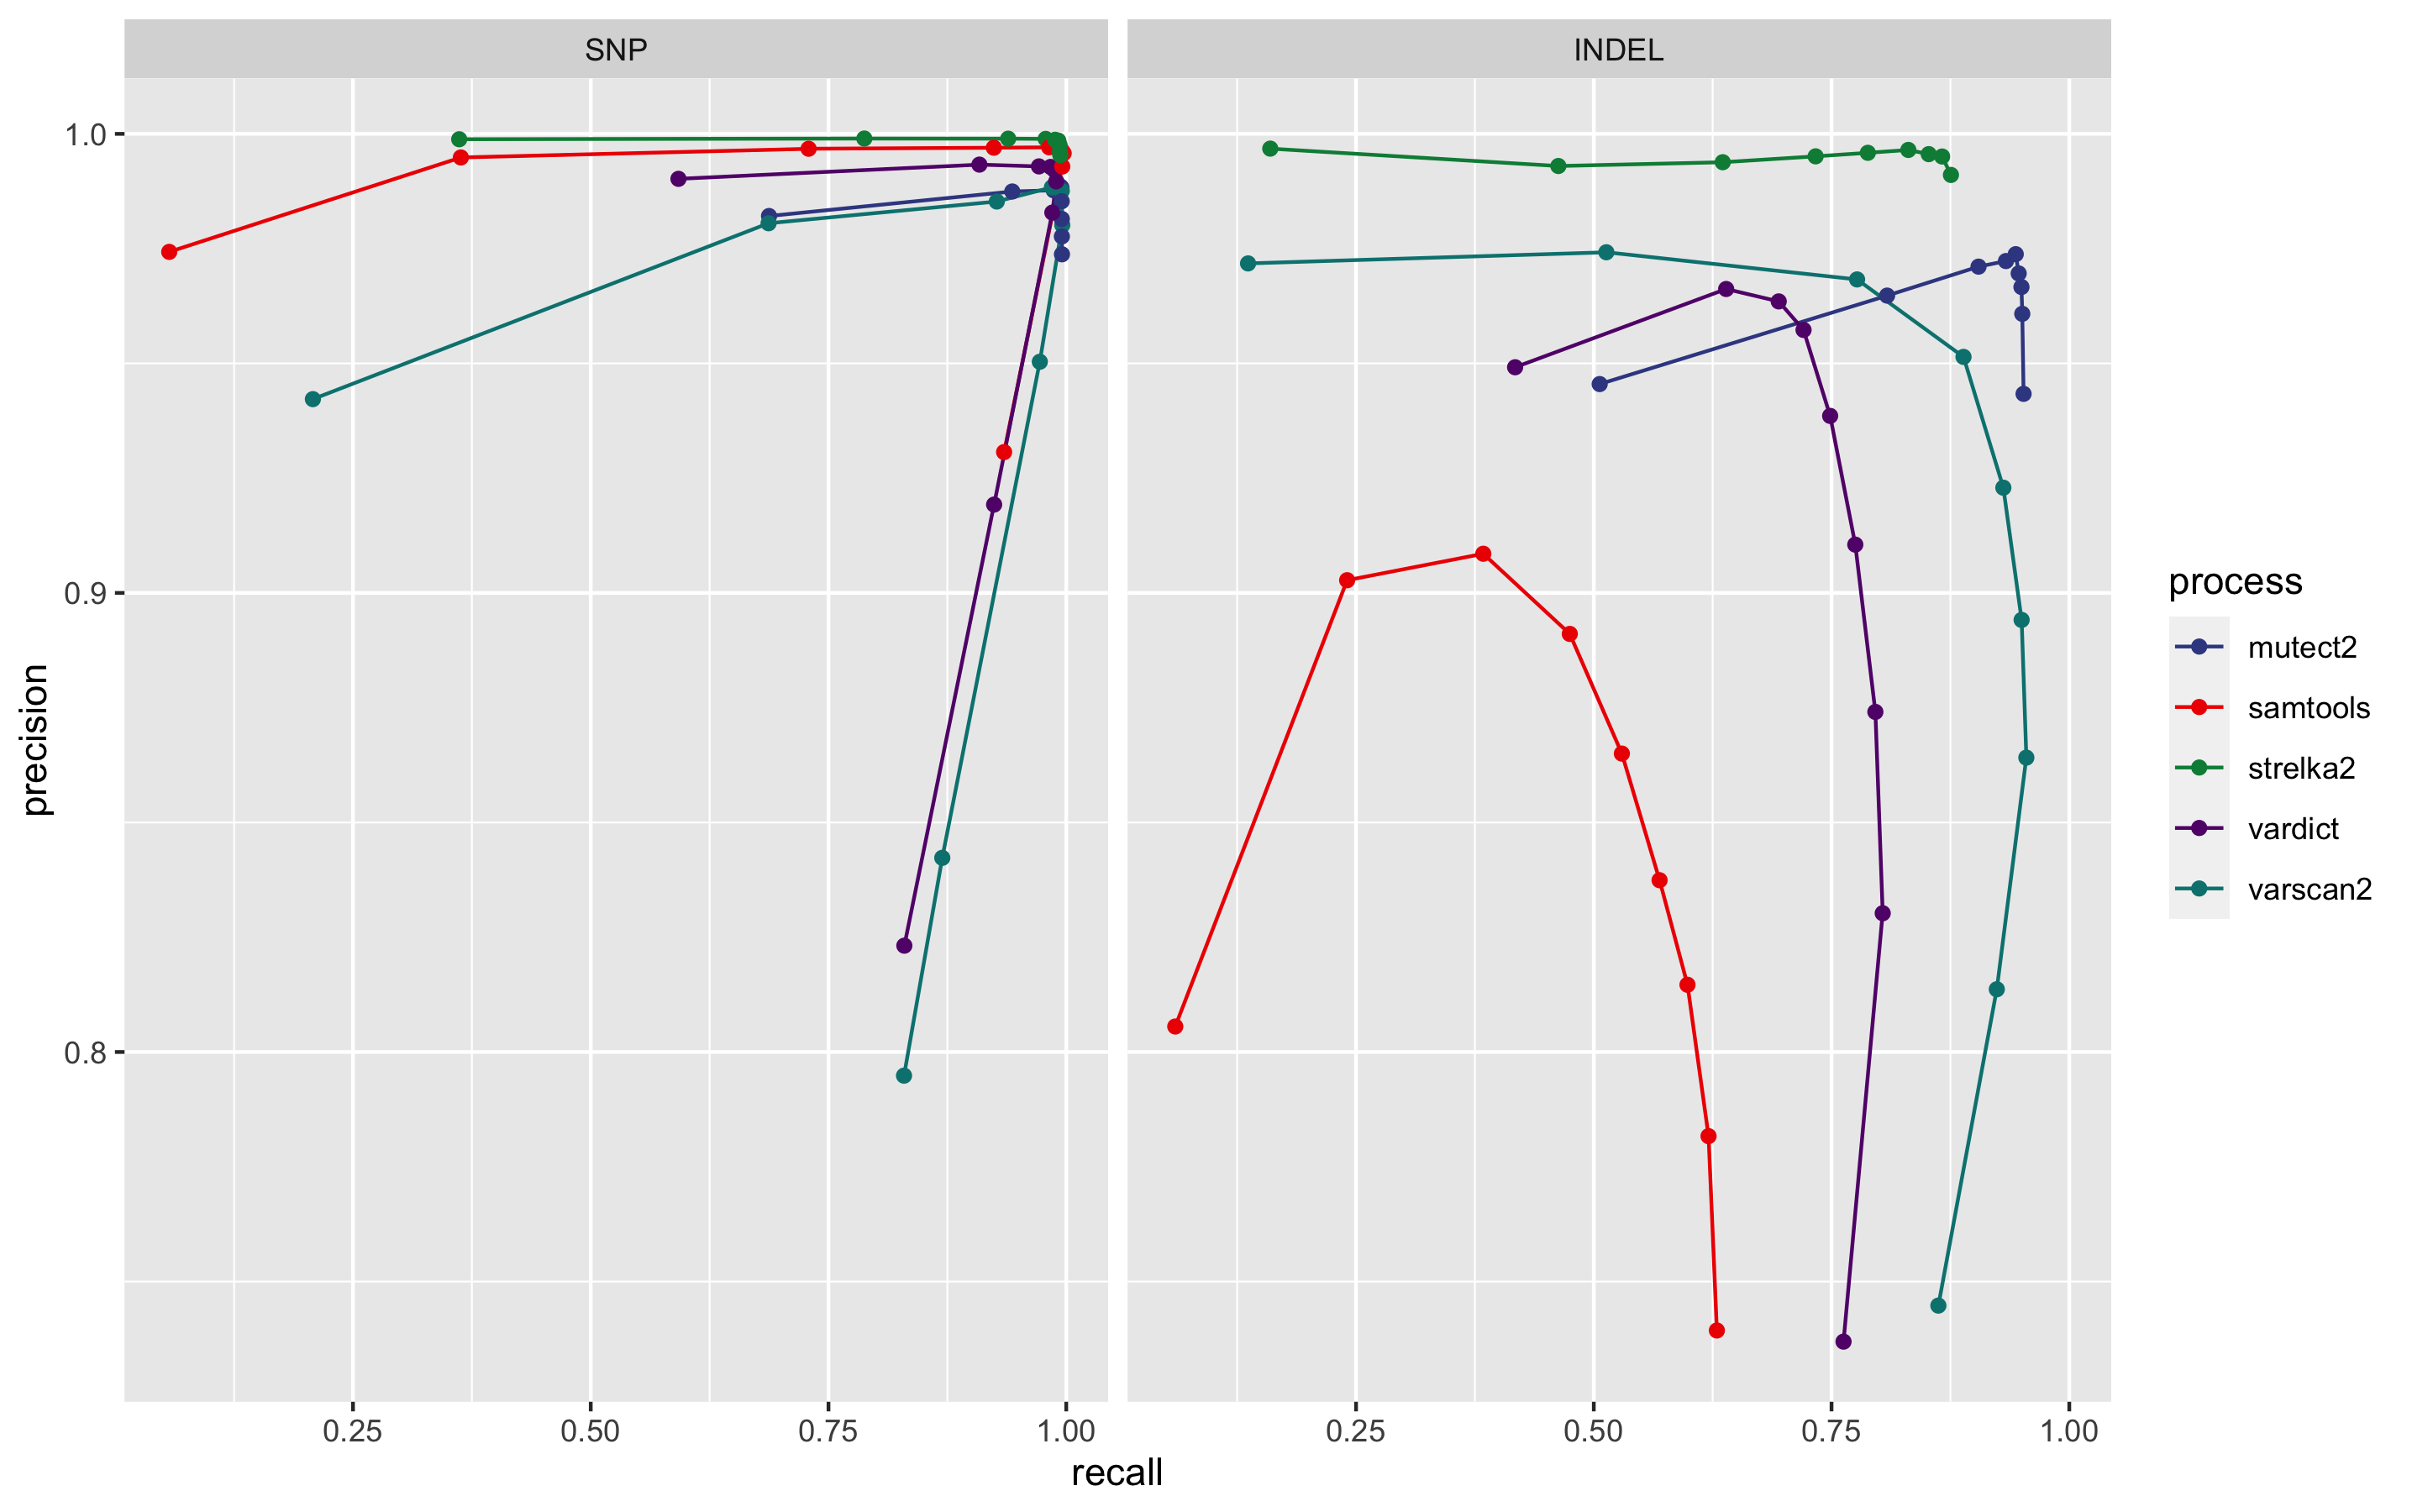 SNP
INDEL
1.0
0.9
0.8
precision
0.25 0.50 0.75 1.00
0.25 0.50 0.75 1.00
recall
process
mutect2
samtools
strelka2
vardict
varscan2